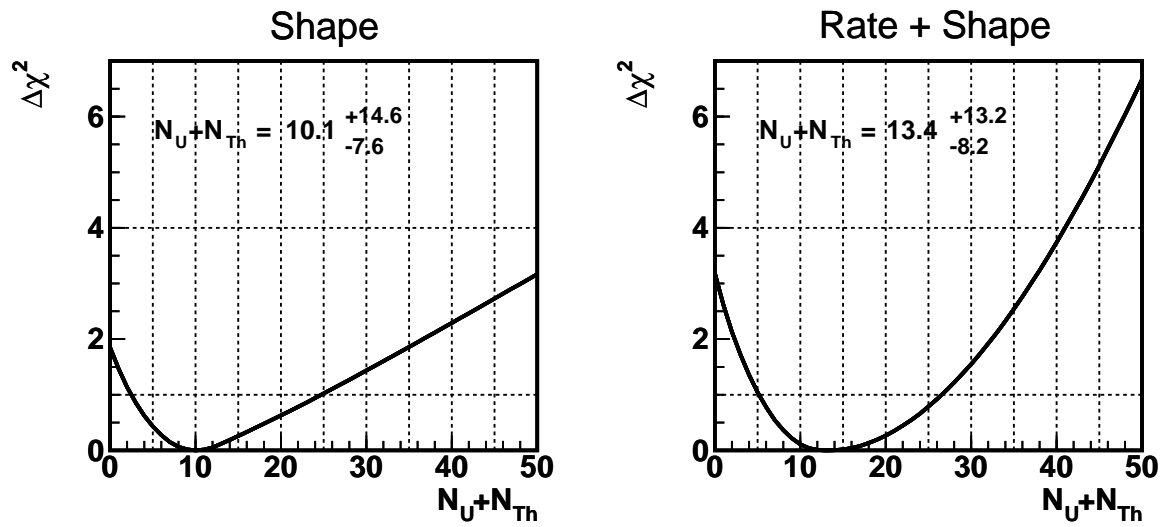 Shape
Δχ²
6
4
2
0
N_U+N_Th = 10.1 +14.6 -7.6
0 10 20 30 40 50
N_U+N_Th
Rate + Shape
Δχ²
6
4
2
0
N_U+N_Th = 13.4 +13.2 -8.2
0 10 20 30 40 50
N_U+N_Th